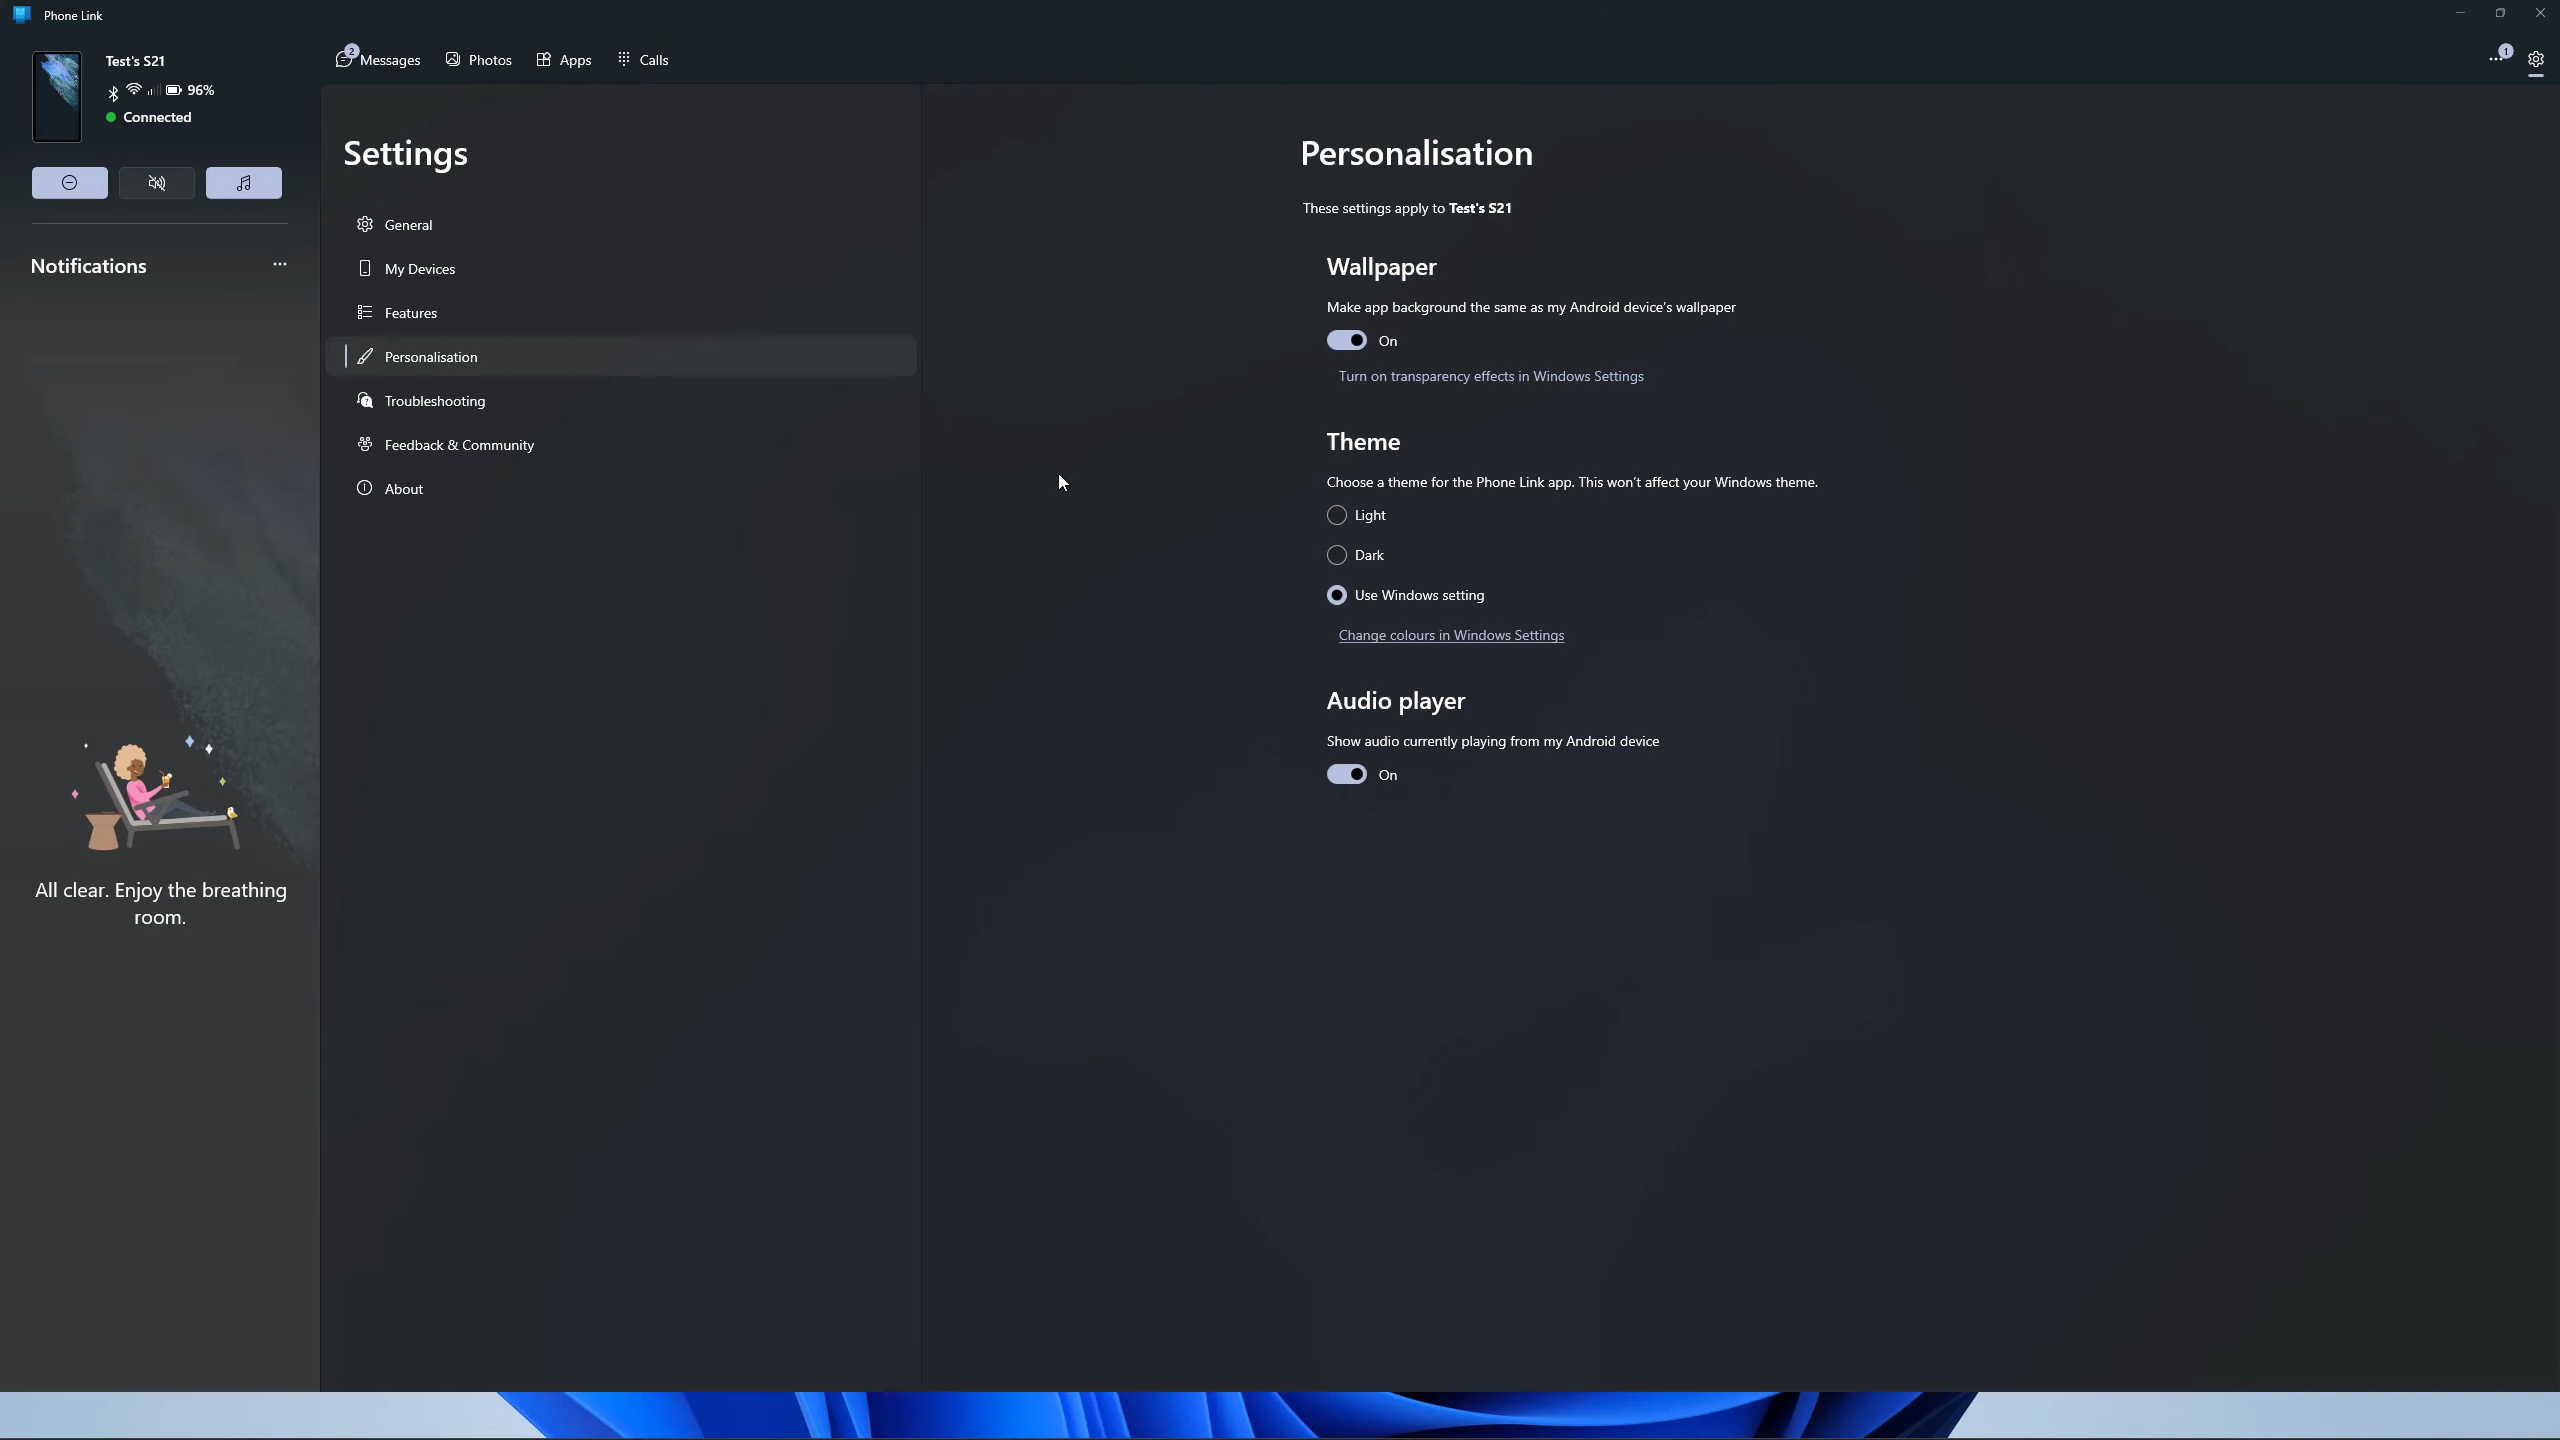 Phone Link
Test's S21
96%
Connected
Notifications
All clear. Enjoy the breathing
room.
2
Messages
Photos
Apps
Calls
1
Settings
General
My Devices
Features
Personalisation
Troubleshooting
Feedback & Community
About
Personalisation
These settings apply to Test's S21
Wallpaper
Make app background the same as my Android device's wallpaper
On
Turn on transparency effects in Windows Settings
Theme
Choose a theme for the Phone Link app. This won't affect your Windows theme.
Light
Dark
Use Windows setting
Change colours in Windows Settings
Audio player
Show audio currently playing from my Android device
On